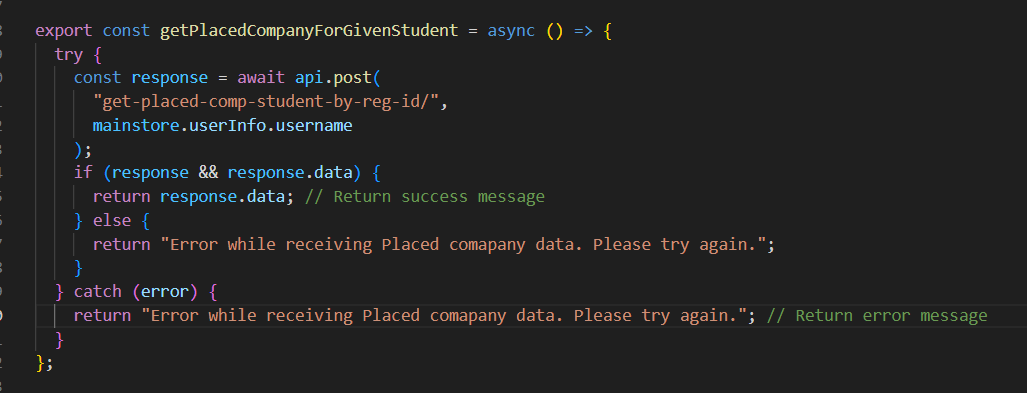 export const getPlacedCompanyForGivenStudent = async () => {
try {
const response = await api.post(
"get-placed-comp-student-by-reg-id/",
mainstore.userInfo.username
);
if (response && response.data) {
return response.data; // Return success message
} else {
return "Error while receiving Placed comapany data. Please try again.";
}
} catch (error) {
return "Error while receiving Placed comapany data. Please try again."; // Return error message
}
};